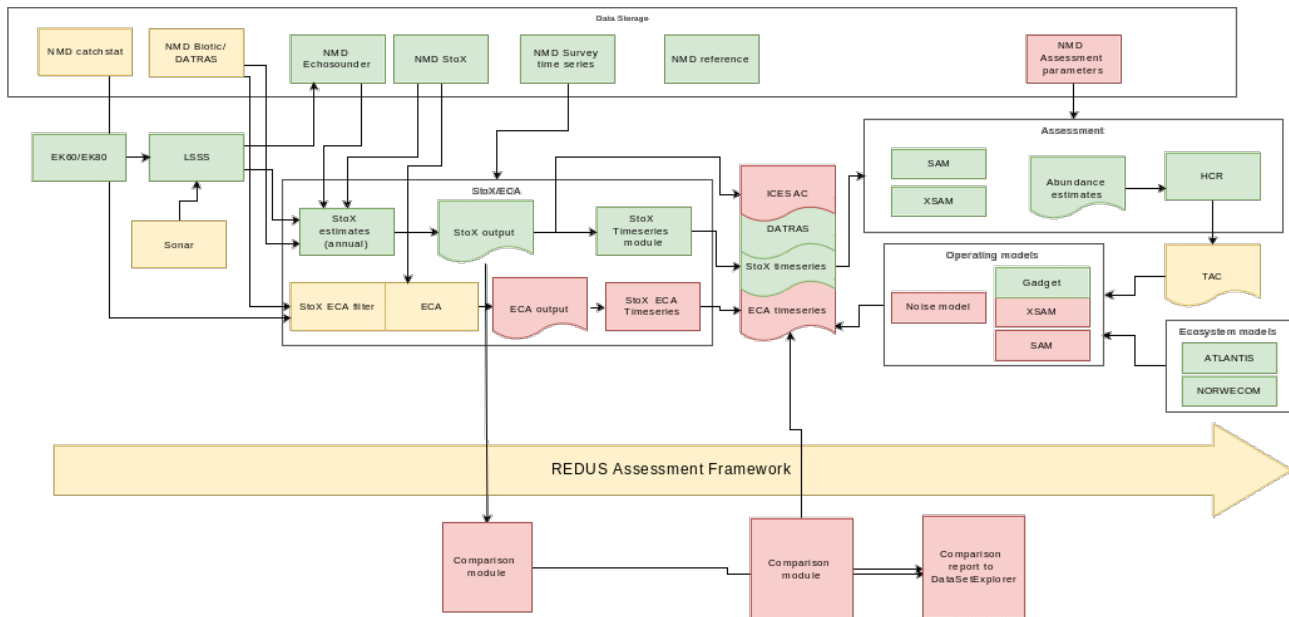 Data Storage
NMD catchstat
NMD Biotic/
DATRAS
NMD
Echosounder
NMD StoX
NMD Survey
time series
NMD reference
NMD
Assessment
parameters
EK60/EK80
LSSS
Sonar
StoX/ECA
StoX
estimates
(annual)
StoX output
StoX
Timeseries
module
StoX ECA filter
ECA
ECA output
StoX ECA
Timeseries
ICES AC
DATRAS
StoX timeseries
ECA timeseries
Assessment
SAM
XSAM
Abundance
estimates
HCR
Operating models
Noise model
Gadget
XSAM
SAM
TAC
Ecosystem models
ATLANTIS
NORWECOM
REDUS Assessment Framework
Comparison
module
Comparison
module
Comparison
report to
DataSetExplorer